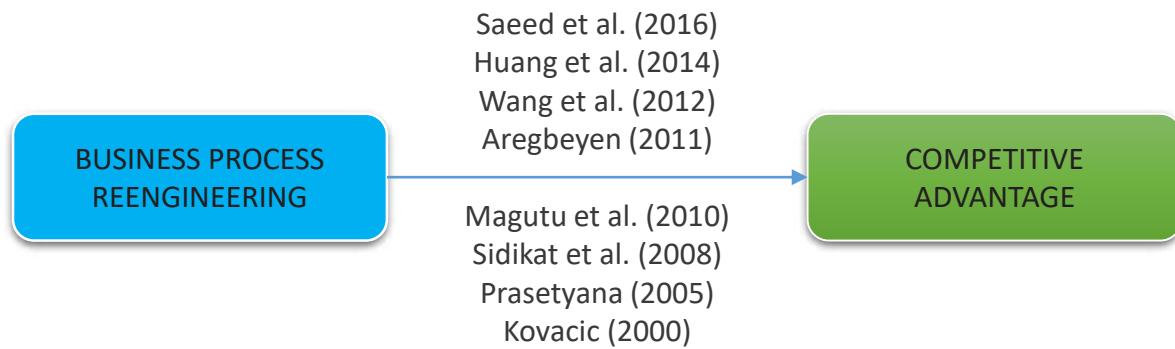 Saeed et al. (2016)
Huang et al. (2014)
Wang et al. (2012)
Aregbeyen (2011)
BUSINESS PROCESS
REENGINEERING
COMPETITIVE
ADVANTAGE
Magutu et al. (2010)
Sidikat et al. (2008)
Prasetyana (2005)
Kovacic (2000)